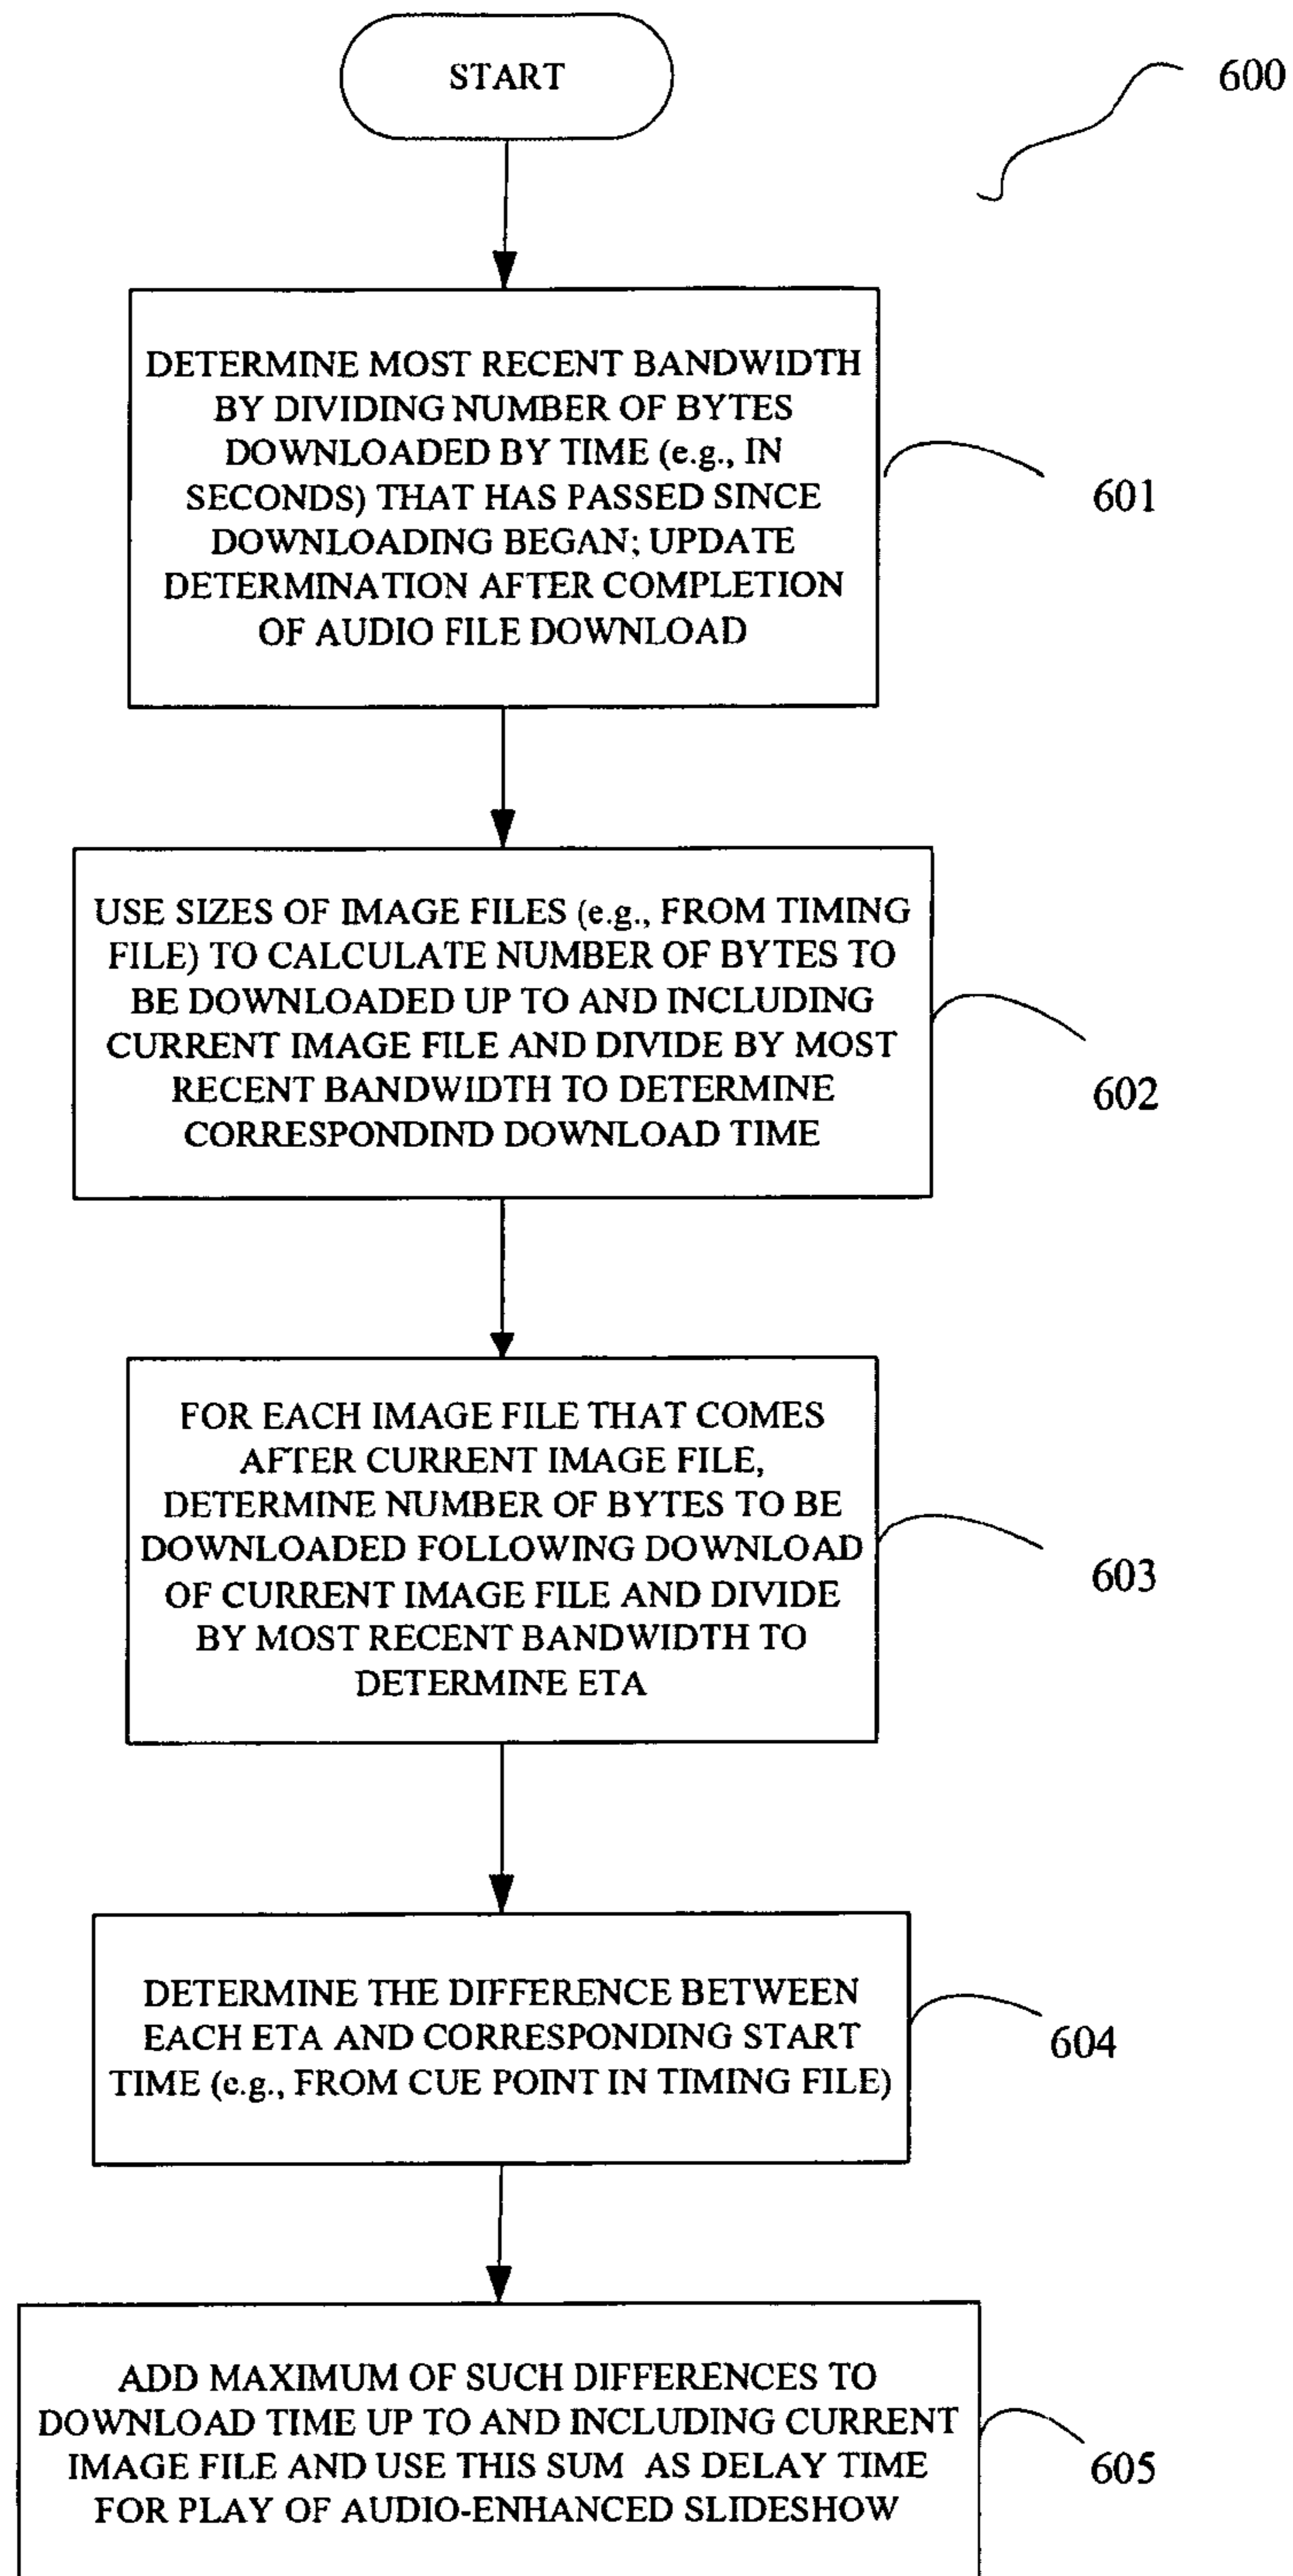 START
600
DETERMINE MOST RECENT BANDWIDTH
BY DIVIDING NUMBER OF BYTES
DOWNLOADED BY TIME (e.g., IN
SECONDS) THAT HAS PASSED SINCE
DOWNLOADING BEGAN; UPDATE
DETERMINATION AFTER COMPLETION
OF AUDIO FILE DOWNLOAD
601
USE SIZES OF IMAGE FILES (e.g., FROM TIMING
FILE) TO CALCULATE NUMBER OF BYTES TO
BE DOWNLOADED UP TO AND INCLUDING
CURRENT IMAGE FILE AND DIVIDE BY MOST
RECENT BANDWIDTH TO DETERMINE
CORRESPONDIND DOWNLOAD TIME
602
FOR EACH IMAGE FILE THAT COMES
AFTER CURRENT IMAGE FILE,
DETERMINE NUMBER OF BYTES TO BE
DOWNLOADED FOLLOWING DOWNLOAD
OF CURRENT IMAGE FILE AND DIVIDE
BY MOST RECENT BANDWIDTH TO
DETERMINE ETA
603
DETERMINE THE DIFFERENCE BETWEEN
EACH ETA AND CORRESPONDING START
TIME (e.g., FROM CUE POINT IN TIMING FILE)
604
ADD MAXIMUM OF SUCH DIFFERENCES TO
DOWNLOAD TIME UP TO AND INCLUDING CURRENT
IMAGE FILE AND USE THIS SUM AS DELAY TIME
FOR PLAY OF AUDIO-ENHANCED SLIDESHOW
605